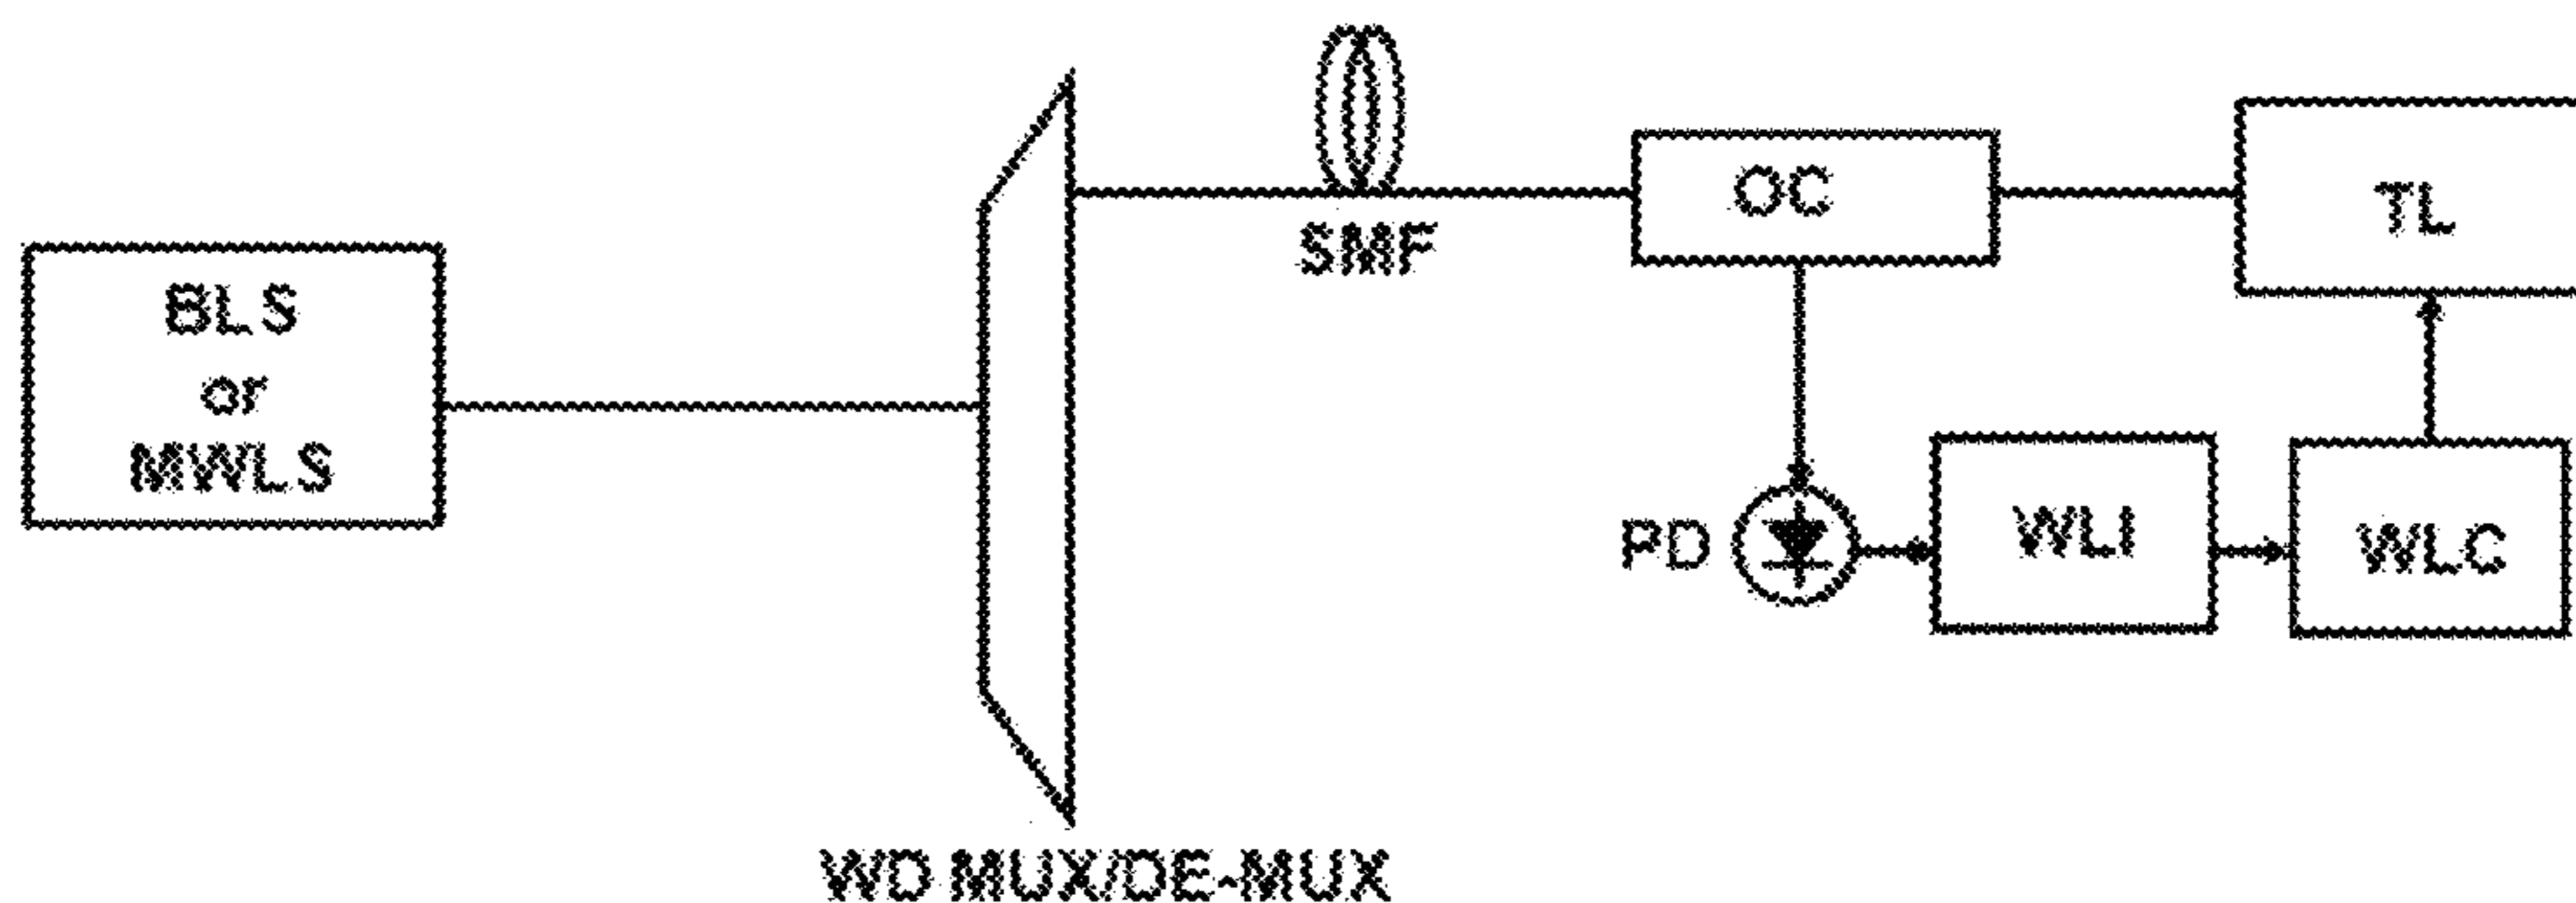 BLS
or
MWLS
SMF
OC
TL
PD
WLI
WLC
WD MUX/DE-MUX